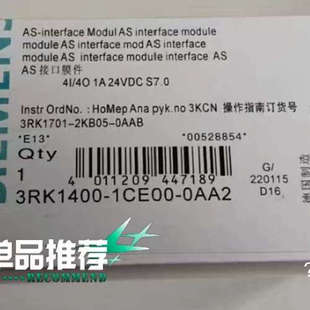 SIEMENS
AS-interface Modul AS interface module
module AS interface mod AS interface
module AS interface module interface AS
AS 接口膜件
4I/4O 1A 24VDC S7.0
Instr OrdNo. : HoMep Ana pyk.no 3KCN 操作指南订货号
3RK1701-2KB05-0AAB
*E13* *00528854*
Qty
1
4 011209 447189
G/
220115
D16
3RK1400-1CE00-0AA2
德国制造
单品推荐
RECOMMEND